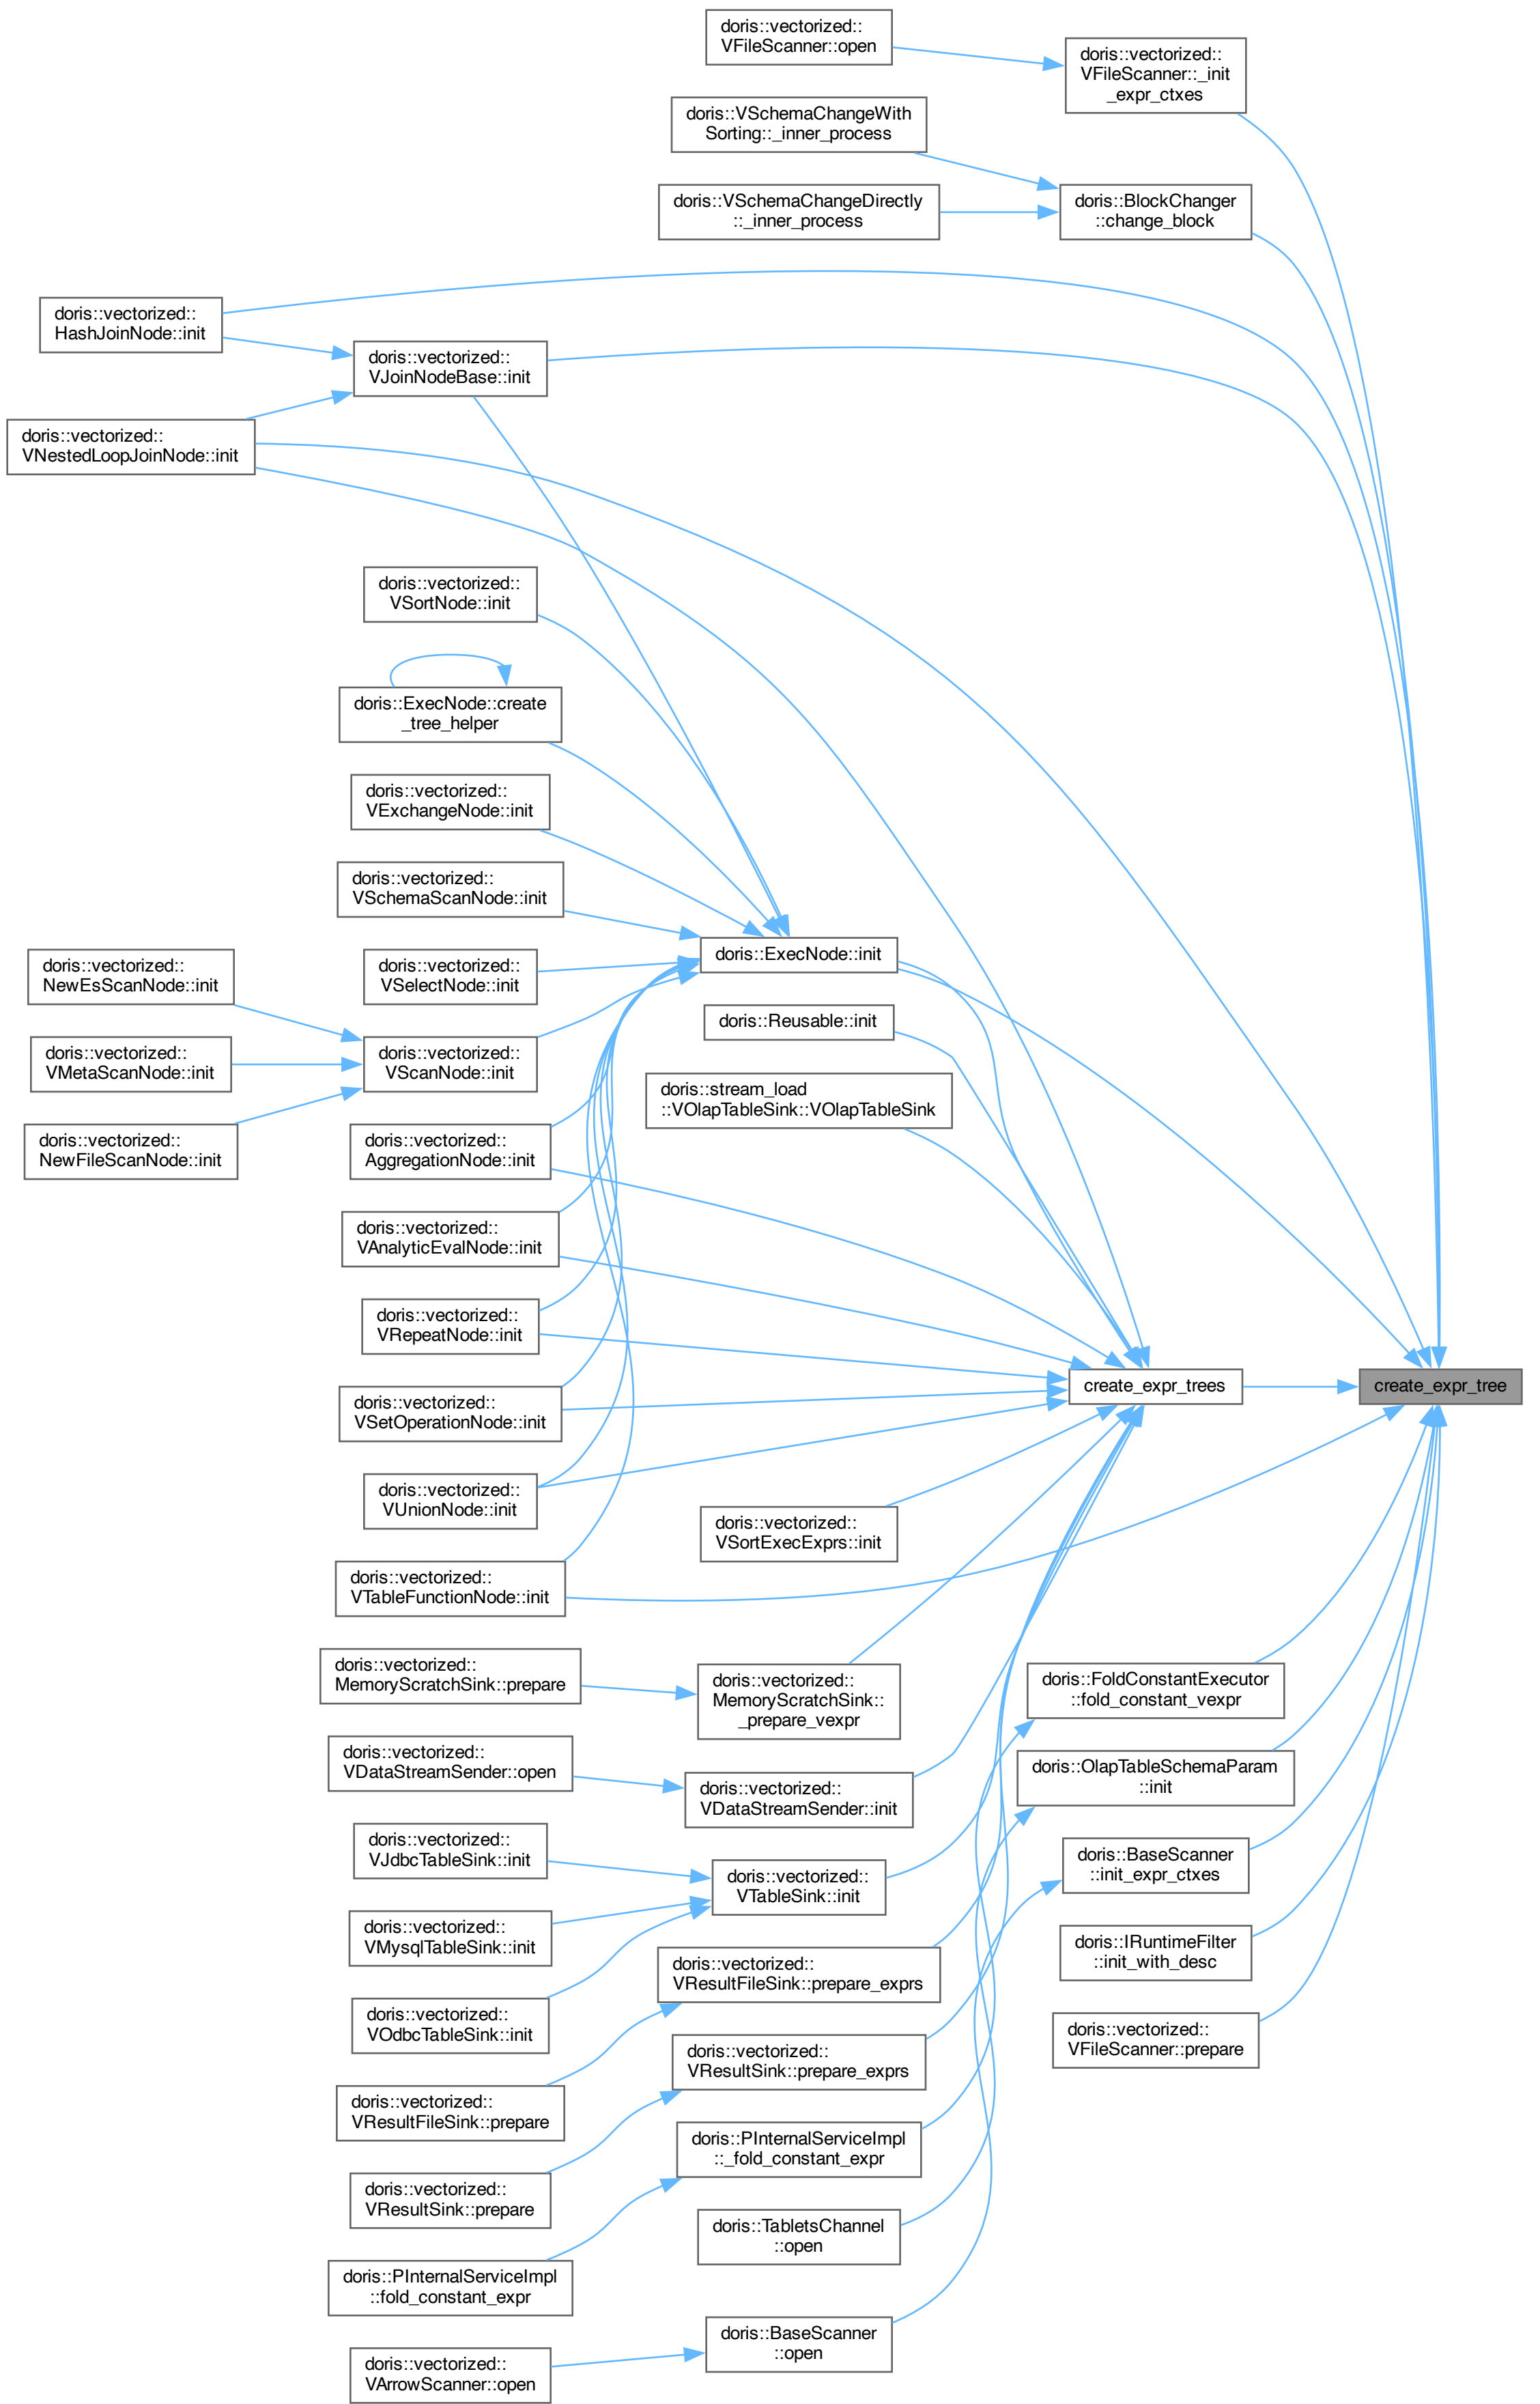 doris::vectorized::
VFileScanner::open
doris::vectorized::
VFileScanner::_init
_expr_ctxes
doris::VSchemaChangeWith
Sorting::_inner_process
doris::VSchemaChangeDirectly
::_inner_process
doris::BlockChanger
::change_block
doris::vectorized::
HashJoinNode::init
doris::vectorized::
VJoinNodeBase::init
doris::vectorized::
VNestedLoopJoinNode::init
doris::vectorized::
VSortNode::init
doris::ExecNode::create
_tree_helper
doris::vectorized::
VExchangeNode::init
doris::vectorized::
VSchemaScanNode::init
doris::ExecNode::init
doris::vectorized::
NewEsScanNode::init
doris::vectorized::
VSelectNode::init
doris::Reusable::init
doris::vectorized::
VMetaScanNode::init
doris::vectorized::
VScanNode::init
doris::stream_load
::VOlapTableSink::VOlapTableSink
doris::vectorized::
NewFileScanNode::init
doris::vectorized::
AggregationNode::init
doris::vectorized::
VAnalyticEvalNode::init
doris::vectorized::
VRepeatNode::init
create_expr_trees
create_expr_tree
doris::vectorized::
VSetOperationNode::init
doris::vectorized::
VUnionNode::init
doris::vectorized::
VSortExecExprs::init
doris::vectorized::
VTableFunctionNode::init
doris::vectorized::
MemoryScratchSink::prepare
doris::vectorized::
MemoryScratchSink::
_prepare_vexpr
doris::FoldConstantExecutor
::fold_constant_vexpr
doris::vectorized::
VDataStreamSender::open
doris::vectorized::
VDataStreamSender::init
doris::OlapTableSchemaParam
::init
doris::vectorized::
VJdbcTableSink::init
doris::vectorized::
VTableSink::init
doris::BaseScanner
::init_expr_ctxes
doris::vectorized::
VMysqlTableSink::init
doris::IRuntimeFilter
::init_with_desc
doris::vectorized::
VOdbcTableSink::init
doris::vectorized::
VResultFileSink::prepare_exprs
doris::vectorized::
VFileScanner::prepare
doris::vectorized::
VResultFileSink::prepare
doris::vectorized::
VResultSink::prepare_exprs
doris::vectorized::
VResultSink::prepare
doris::PInternalServiceImpl
::_fold_constant_expr
doris::TabletsChannel
::open
doris::PInternalServiceImpl
::fold_constant_expr
doris::BaseScanner
::open
doris::vectorized::
VArrowScanner::open